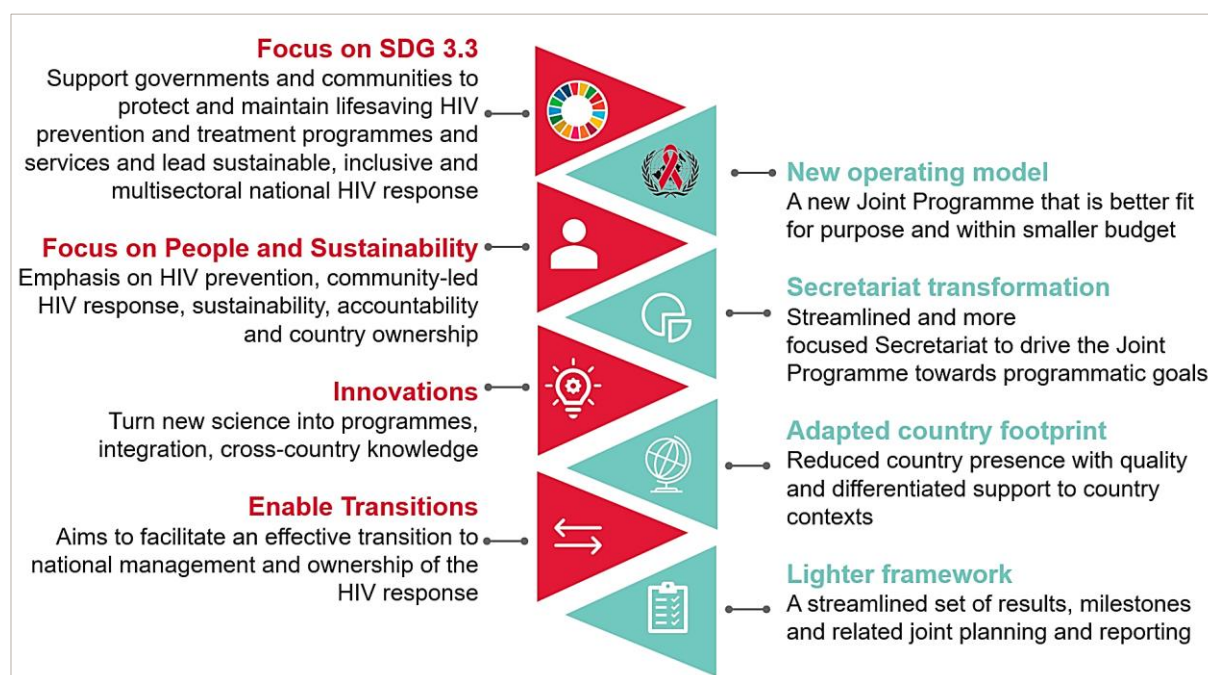 Focus on SDG 3.3
Support governments and communities to
protect and maintain lifesaving HIV
prevention and treatment programmes and
services and lead sustainable, inclusive and
multisectoral national HIV response
New operating model
A new Joint Programme that is better fit
for purpose and within smaller budget
Focus on People and Sustainability
Emphasis on HIV prevention, community-led
HIV response, sustainability, accountability
and country ownership
Secretariat transformation
Streamlined and more
focused Secretariat to drive the Joint
Programme towards programmatic goals
Innovations
Turn new science into programmes,
integration, cross-country knowledge
Adapted country footprint
Reduced country presence with quality
and differentiated support to country
contexts
Enable Transitions
Aims to facilitate an effective transition to
national management and ownership of the
HIV response
Lighter framework
A streamlined set of results, milestones
and related joint planning and reporting